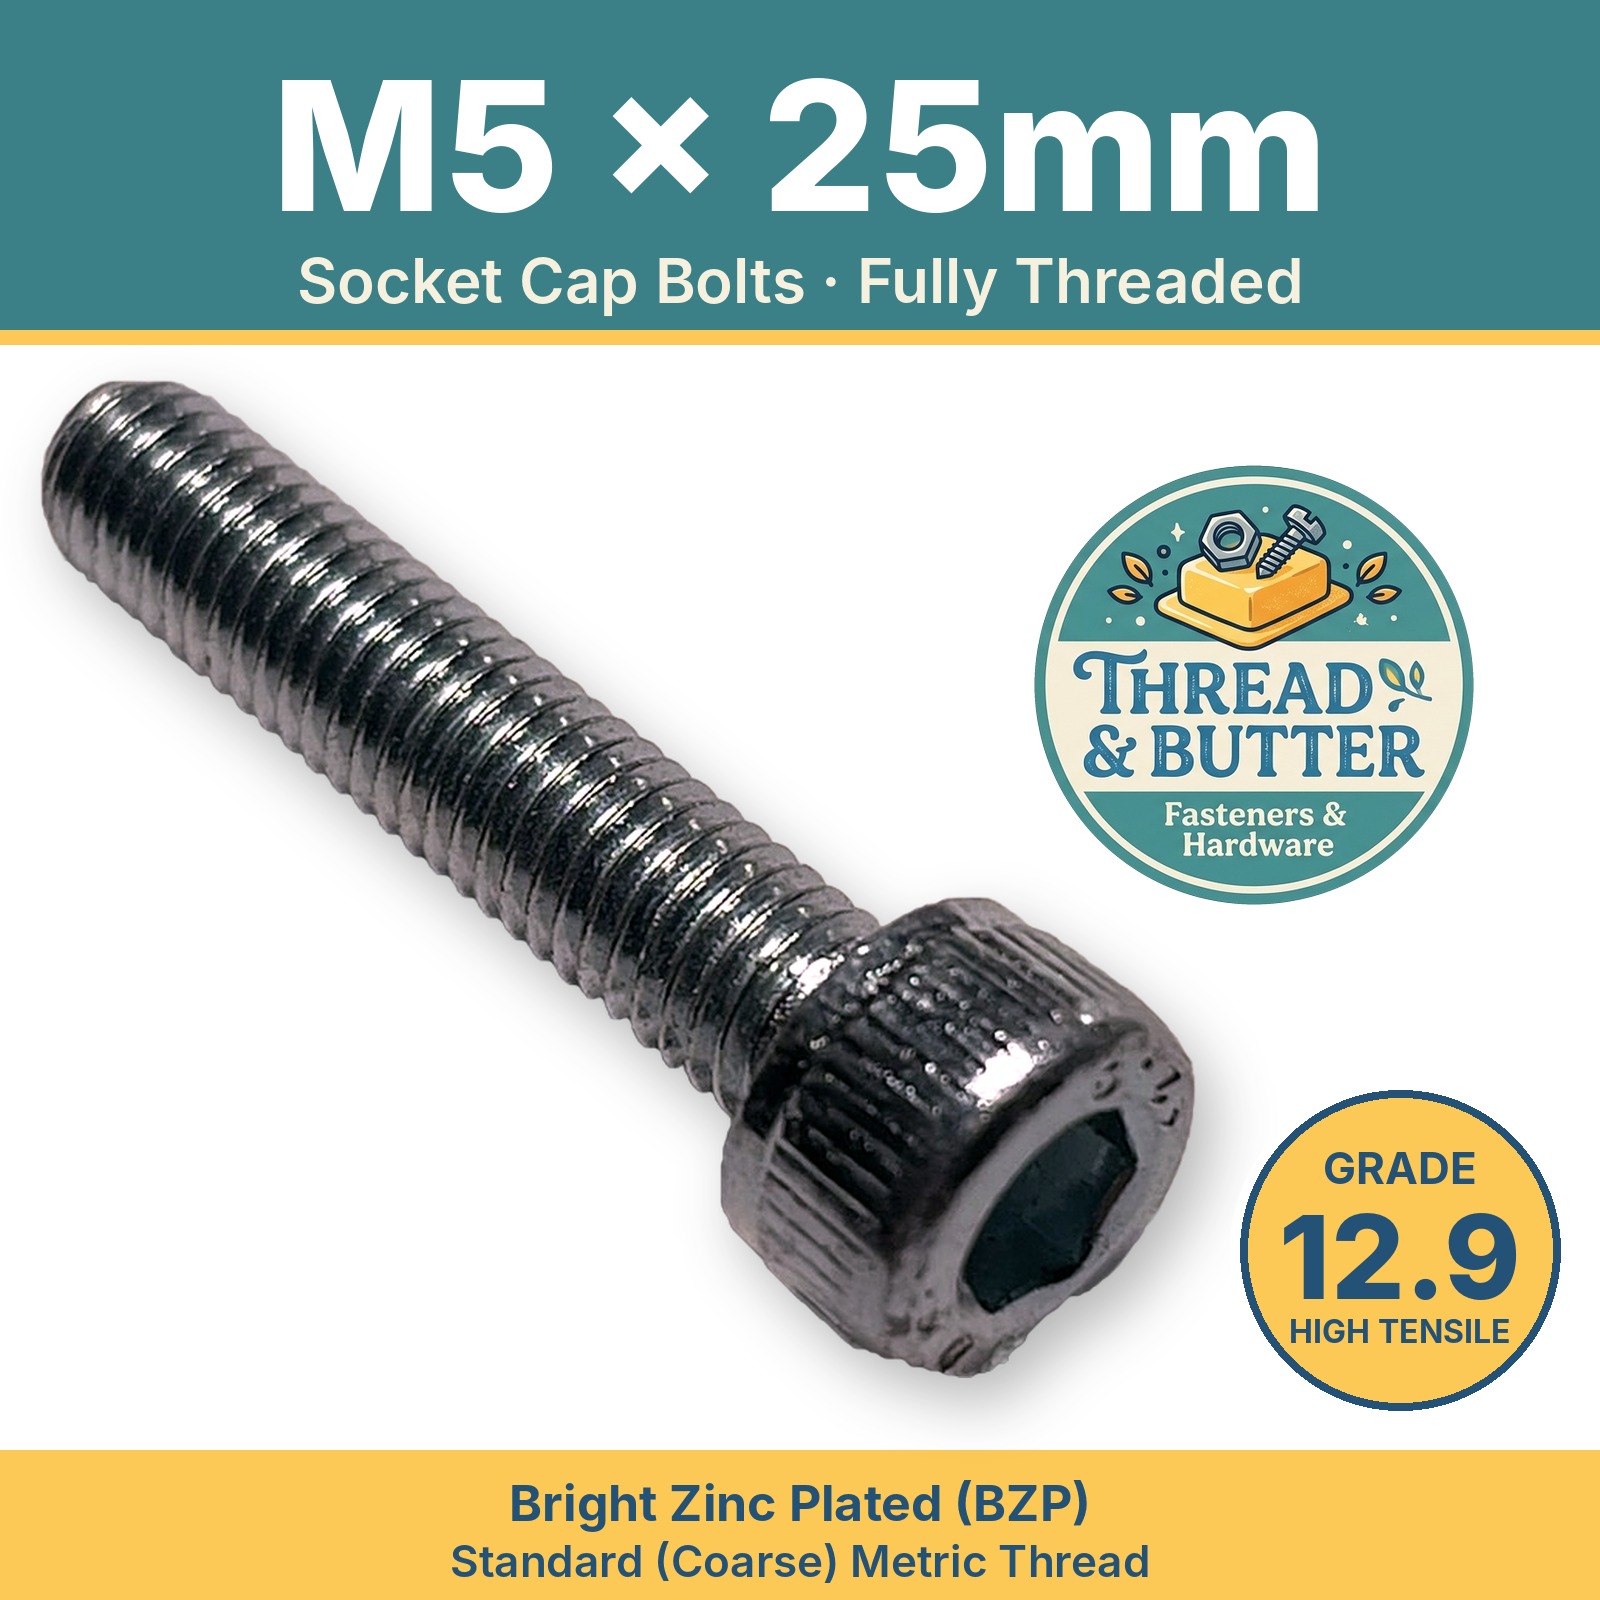 M5 × 25mm
Socket Cap Bolts · Fully Threaded
THREAD
& BUTTER
Fasteners &
Hardware
GRADE
12.9
HIGH TENSILE
Bright Zinc Plated (BZP)
Standard (Coarse) Metric Thread